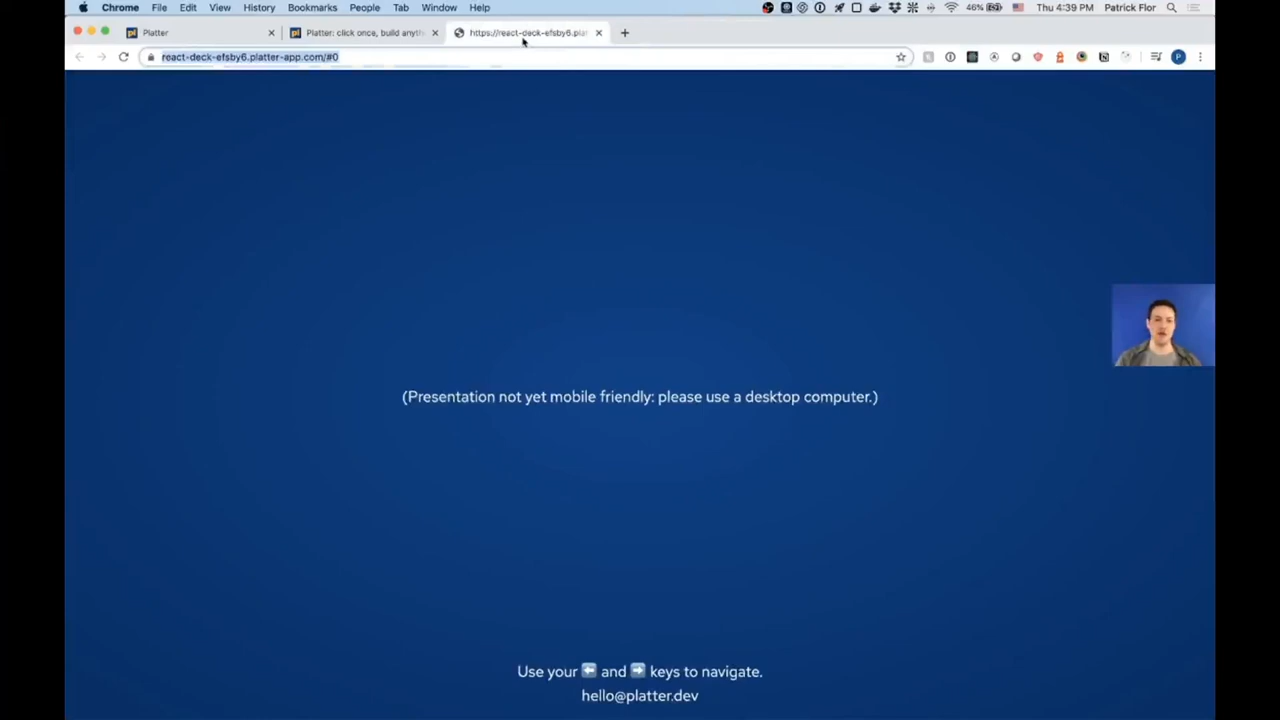 Chrome File Edit View History Bookmarks People Tab Window Help 46% Thu 4:39 PM Patrick Flor
Platter Platter: click once, build anyth https://react-deck-efsby6.plat
react-deck-efsby6.platter-app.com/#0
(Presentation not yet mobile friendly: please use a desktop computer.)
Use your ⬅️ and ➡️ keys to navigate.
hello@platter.dev